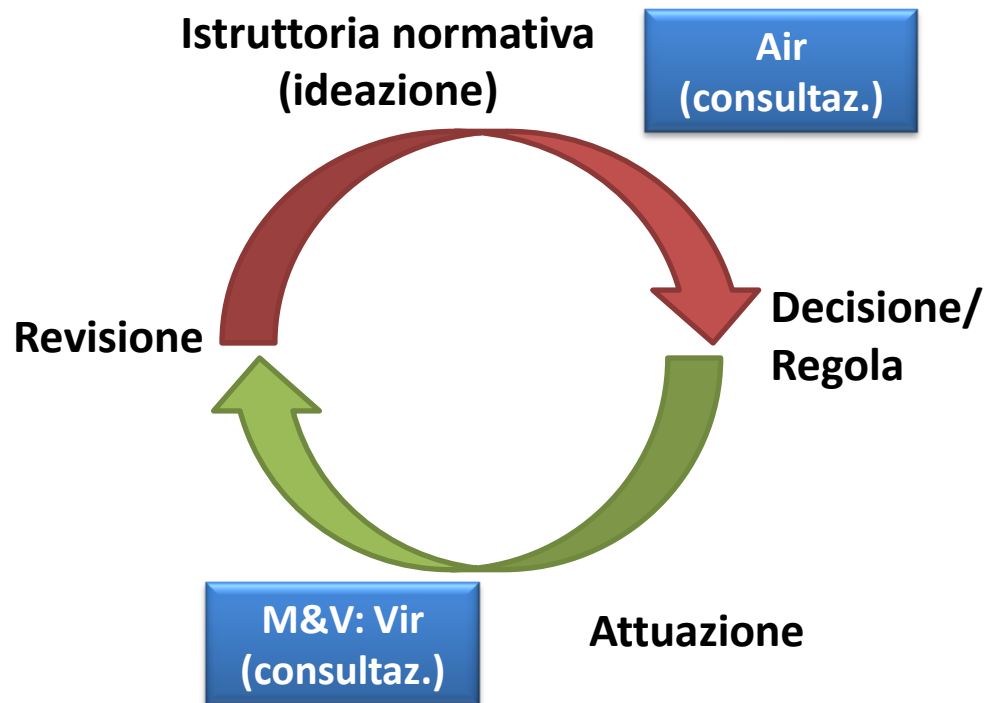 Istruttoria normativa
(ideazione)
Air
(consultaz.)
Decisione/
Regola
Revisione
M&V: Vir
(consultaz.)
Attuazione